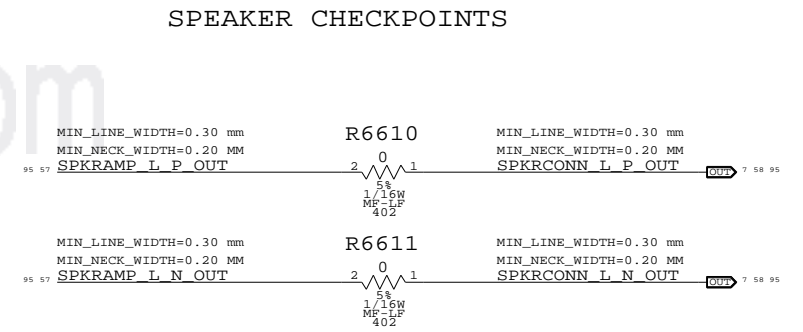 SPEAKER CHECKPOINTS
om
MIN_LINE_WIDTH=0.30 mm
MIN_NECK_WIDTH=0.20 MM
95 57 SPKRAMP_L_P_OUT
R6610
0
2 1
5%
1/16W
MF-LF
402
MIN_LINE_WIDTH=0.30 mm
MIN_NECK_WIDTH=0.20 MM
SPKRCONN_L_P_OUT OUT 7 58 95
MIN_LINE_WIDTH=0.30 mm
MIN_NECK_WIDTH=0.20 MM
95 57 SPKRAMP_L_N_OUT
R6611
0
2 1
5%
1/16W
MF-LF
402
MIN_LINE_WIDTH=0.30 mm
MIN_NECK_WIDTH=0.20 MM
SPKRCONN_L_N_OUT OUT 7 58 95